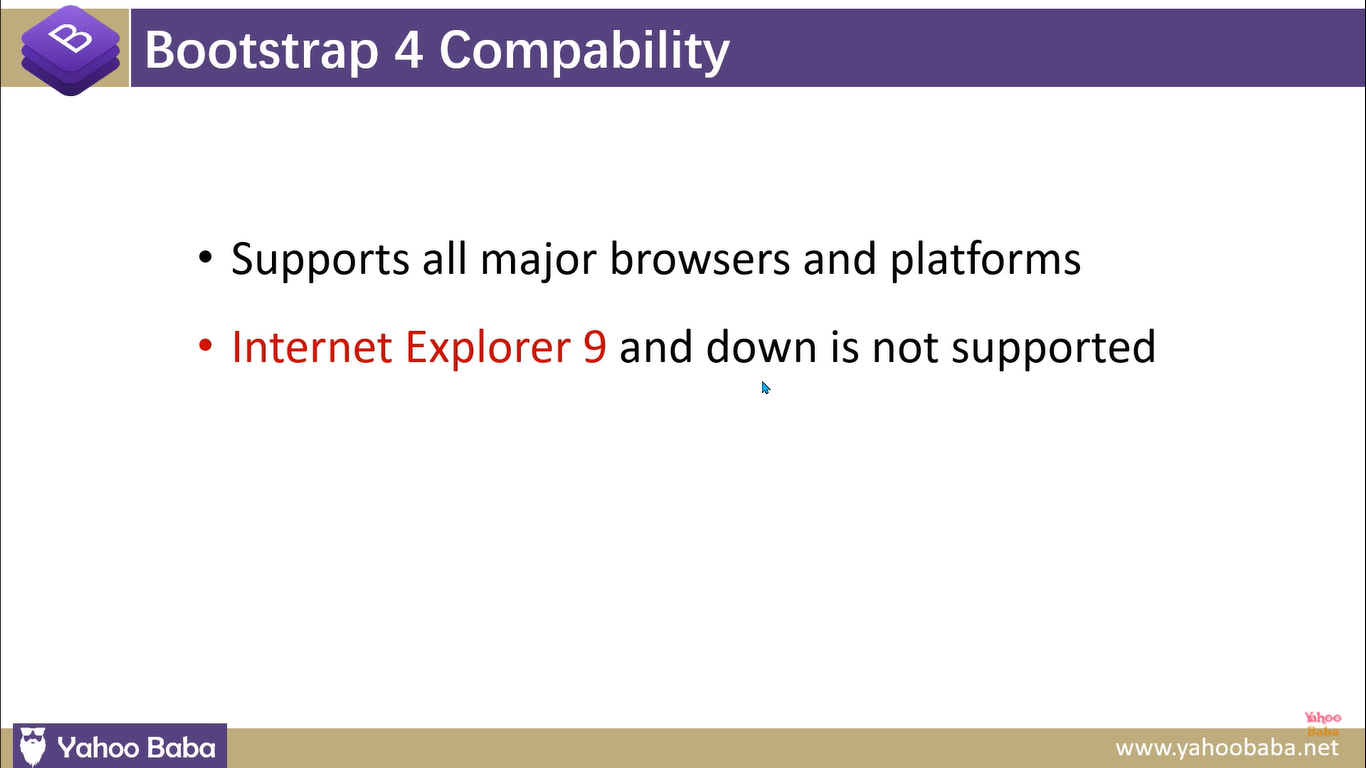 B
Bootstrap 4 Compability
• Supports all major browsers and platforms
• Internet Explorer 9 and down is not supported
Yahoo
Baba
Yahoo Baba
www.yahoobaba.net